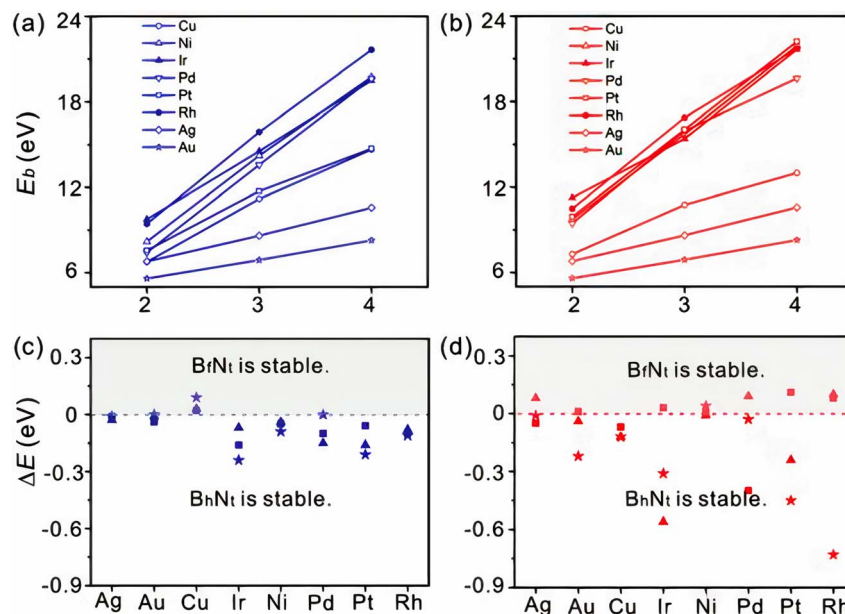 (a)
24
18
12
6
Eb (eV)
Cu
Ni
Ir
Pd
Pt
Rh
Ag
Au
2 3 4
(b)
24
18
12
6
Eb (eV)
Cu
Ni
Ir
Pd
Pt
Rh
Ag
Au
2 3 4
(c)
0.3
0
-0.3
-0.6
-0.9
ΔE (eV)
BfNt is stable.
BhNt is stable.
Ag Au Cu Ir Ni Pd Pt Rh
(d)
0.3
0
-0.3
-0.6
-0.9
BfNt is stable.
BhNt is stable.
Ag Au Cu Ir Ni Pd Pt Rh